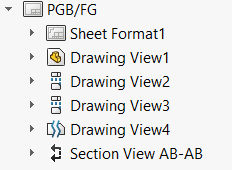 PGB/FG
Sheet Format1
Drawing View1
Drawing View2
Drawing View3
Drawing View4
Section View AB-AB